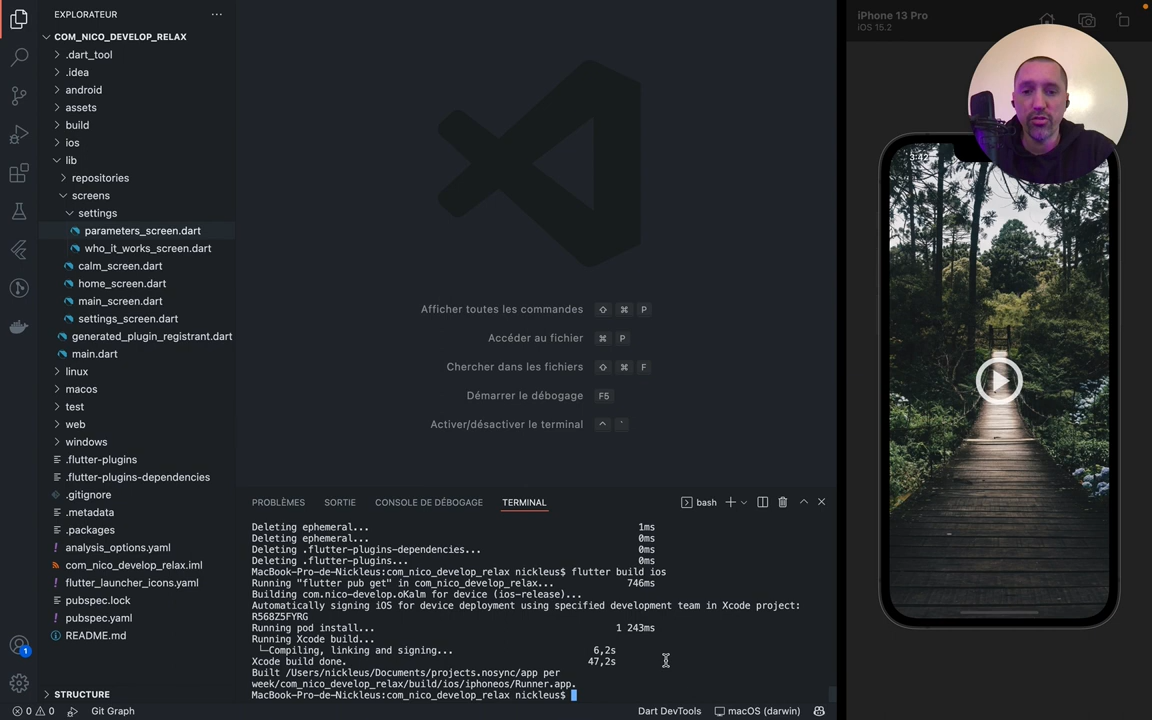 EXPLORATEUR
COM_NICO_DEVELOP_RELAX
.dart_tool
.idea
android
assets
build
ios
lib
repositories
screens
settings
parameters_screen.dart
who_it_works_screen.dart
calm_screen.dart
home_screen.dart
main_screen.dart
settings_screen.dart
generated_plugin_registrant.dart
main.dart
linux
macos
test
web
windows
.flutter-plugins
.flutter-plugins-dependencies
.gitignore
.metadata
.packages
analysis_options.yaml
com_nico_develop_relax.iml
flutter_launcher_icons.yaml
pubspec.lock
pubspec.yaml
README.md
STRUCTURE
1
0 0
Git Graph
Afficher toutes les commandes ⇧ ⌘ P
Accéder au fichier ⌘ P
Chercher dans les fichiers ⇧ ⌘ F
Démarrer le débogage F5
Activer/désactiver le terminal ^ `
PROBLÈMES SORTIE CONSOLE DE DÉBOGAGE TERMINAL
bash
Deleting ephemeral... 1ms
Deleting ephemeral... 0ms
Deleting .flutter-plugins-dependencies... 0ms
Deleting .flutter-plugins... 0ms
MacBook-Pro-de-Nickleus:com_nico_develop_relax nickleus$ flutter build ios
Running "flutter pub get" in com_nico_develop_relax... 746ms
Building com.nico-develop.oKalm for device (ios-release)...
Automatically signing iOS for device deployment using specified development team in Xcode project:
R568Z5FYRG
Running pod install... 1 243ms
Running Xcode build...
└─Compiling, linking and signing... 6,2s
Xcode build done. 47,2s
Built /Users/nickleus/Documents/projects.nosync/app per
week/com_nico_develop_relax/build/ios/iphoneos/Runner.app.
MacBook-Pro-de-Nickleus:com_nico_develop_relax nickleus$
Dart DevTools
macOS (darwin)
iPhone 13 Pro
iOS 15.2
3:42